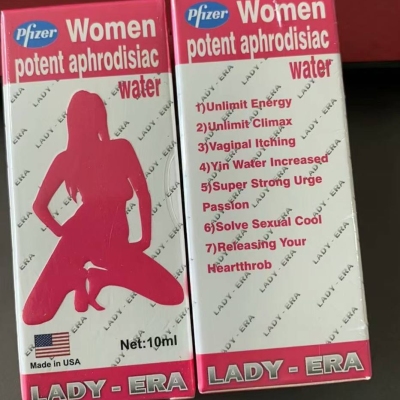 Pfizer Women
potent aphrodisiac
water
Made in USA
Net:10ml
LADY - ERA
Pfizer Women
potent aphrodisiac
water
1)Unlimit Energy
2)Unlimit Climax
3)Vagipal Itching
4)Yin Water Increased
5)Super Strong Urge
Passion
6)Solve Sexual Cool
7)Releasing Your
Heartthrob
LADY - ERA